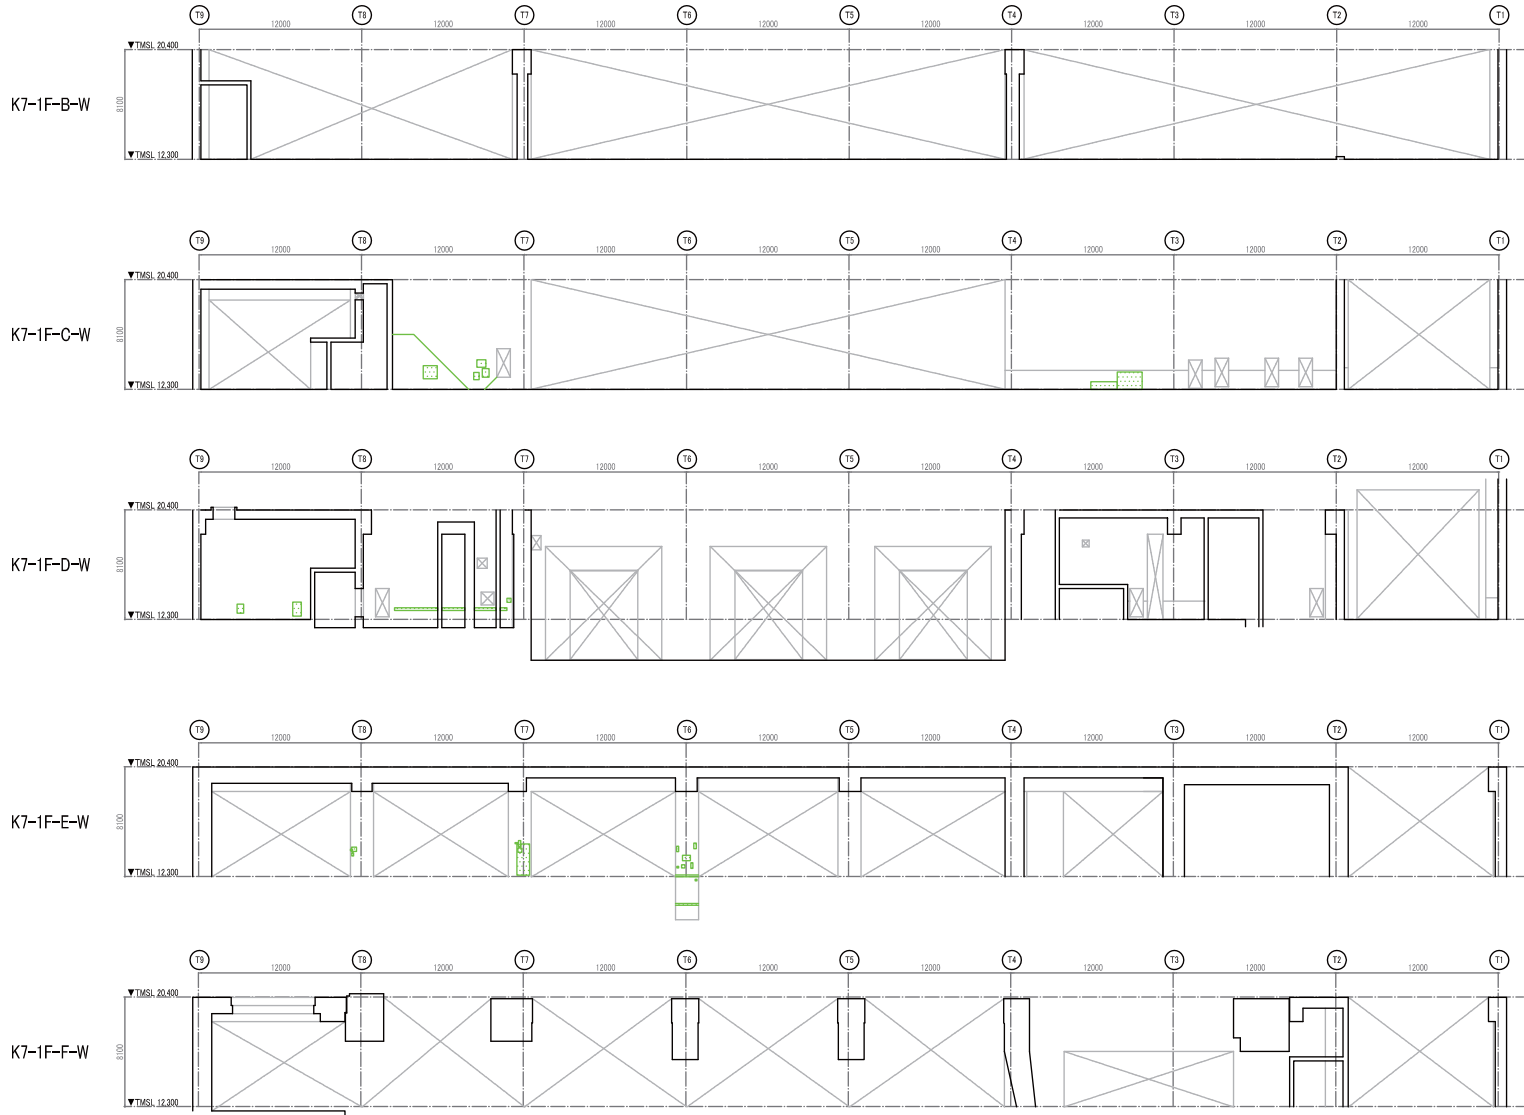 T9 T8 T7 T6 T5 T4 T3 T2 T1
12000 12000 12000 12000 12000 12000 12000 12000
▼TMSL 20,400
K7-1F-B-W 8100
▼TMSL 12,300
T9 T8 T7 T6 T5 T4 T3 T2 T1
12000 12000 12000 12000 12000 12000 12000 12000
▼TMSL 20,400
K7-1F-C-W 8100
▼TMSL 12,300
T9 T8 T7 T6 T5 T4 T3 T2 T1
12000 12000 12000 12000 12000 12000 12000 12000
▼TMSL 20,400
K7-1F-D-W 8100
▼TMSL 12,300
T9 T8 T7 T6 T5 T4 T3 T2 T1
12000 12000 12000 12000 12000 12000 12000 12000
▼TMSL 20,400
K7-1F-E-W 8100
▼TMSL 12,300
T9 T8 T7 T6 T5 T4 T3 T2 T1
12000 12000 12000 12000 12000 12000 12000 12000
▼TMSL 20,400
K7-1F-F-W 8100
▼TMSL 12,300